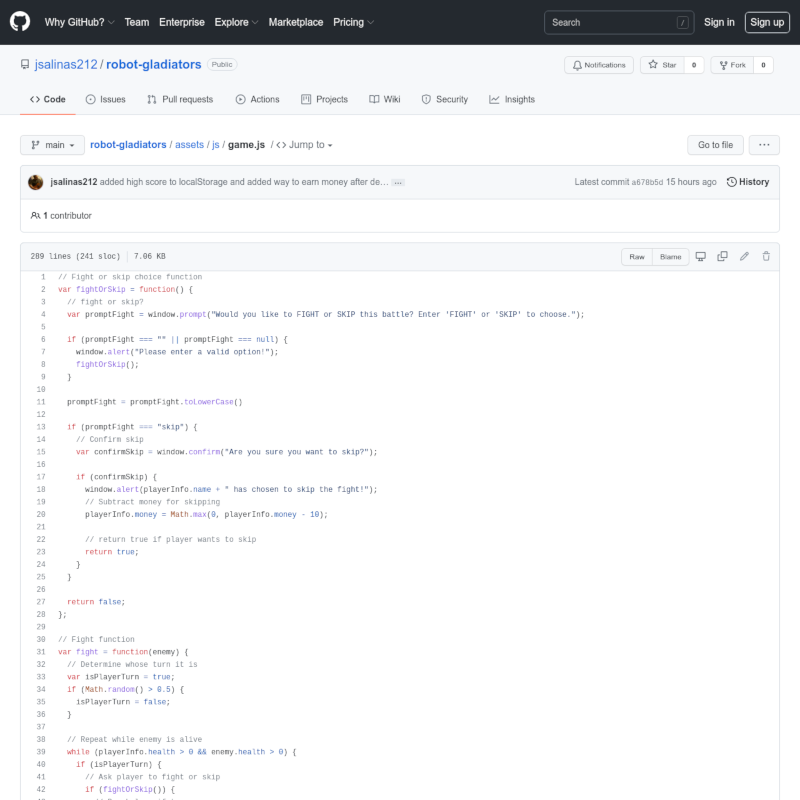 Why GitHub? Team Enterprise Explore Marketplace Pricing Search / Sign in Sign up
jsalinas212 / robot-gladiators Public Notifications Star 0 Fork 0
Code Issues Pull requests Actions Projects Wiki Security Insights
main robot-gladiators / assets / js / game.js / <> Jump to Go to file ...
jsalinas212 added high score to localStorage and added way to earn money after de… ... Latest commit a678b5d 15 hours ago History
1 contributor
289 lines (241 sloc) 7.06 KB Raw Blame
1 // Fight or skip choice function
2 var fightOrSkip = function() {
3 // fight or skip?
4 var promptFight = window.prompt("Would you like to FIGHT or SKIP this battle? Enter 'FIGHT' or 'SKIP' to choose.");
5
6 if (promptFight === "" || promptFight === null) {
7 window.alert("Please enter a valid option!");
8 fightOrSkip();
9 }
10
11 promptFight = promptFight.toLowerCase()
12
13 if (promptFight === "skip") {
14 // Confirm skip
15 var confirmSkip = window.confirm("Are you sure you want to skip?");
16
17 if (confirmSkip) {
18 window.alert(playerInfo.name + " has chosen to skip the fight!");
19 // Subtract money for skipping
20 playerInfo.money = Math.max(0, playerInfo.money - 10);
21
22 // return true if player wants to skip
23 return true;
24 }
25 }
26
27 return false;
28 };
29
30 // Fight function
31 var fight = function(enemy) {
32 // Determine whose turn it is
33 var isPlayerTurn = true;
34 if (Math.random() > 0.5) {
35 isPlayerTurn = false;
36 }
37
38 // Repeat while enemy is alive
39 while (playerInfo.health > 0 && enemy.health > 0) {
40 if (isPlayerTurn) {
41 // Ask player to fight or skip
42 if (fightOrSkip()) {